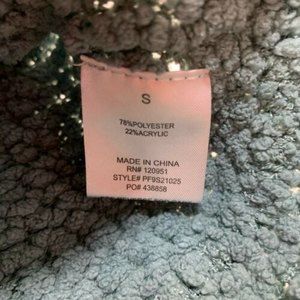 S
78%POLYESTER
22%ACRYLIC
MADE IN CHINA
RN# 120951
STYLE# PF9S21025
PO# 438858